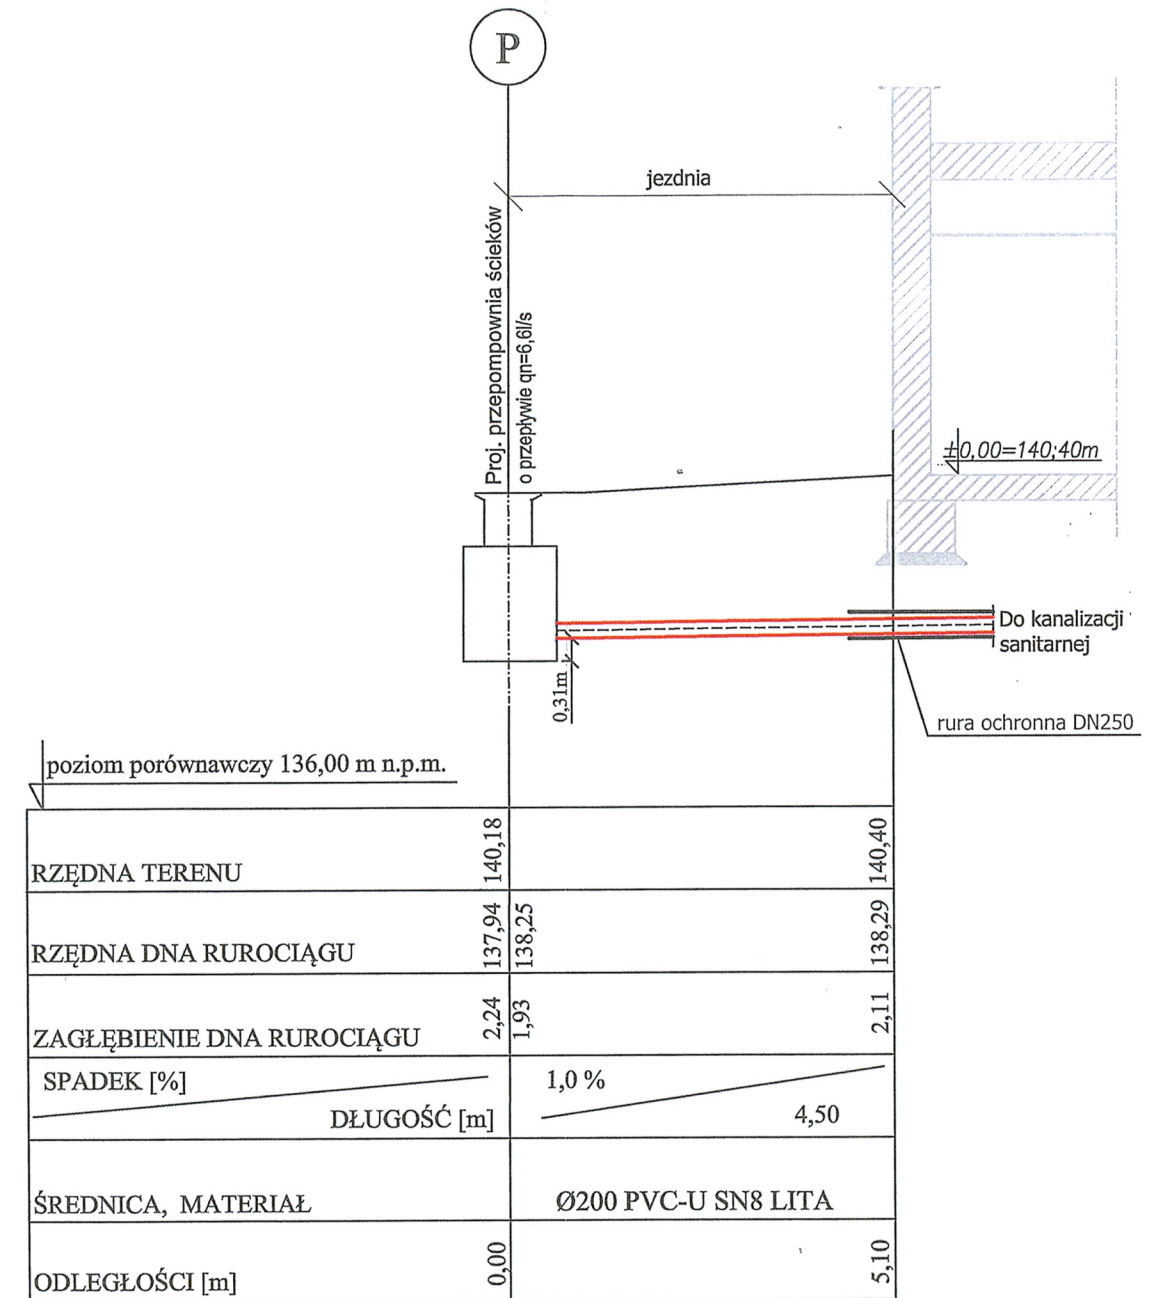 P
jezdnia
Proj. przepompownia ścieków
o przepływie qn=6,6l/s
±0,00=140;40m
Do kanalizacji
sanitarnej
0,31m
rura ochronna DN250
poziom porównawczy 136,00 m n.p.m.
RZĘDNA TERENU 140,18 140,40
RZĘDNA DNA RUROCIĄGU 137,94 138,25 138,29
ZAGŁĘBIENIE DNA RUROCIĄGU 2,24 1,93 2,11
SPADEK [%] 1,0 %
DŁUGOŚĆ [m] 4,50
ŚREDNICA, MATERIAŁ Ø200 PVC-U SN8 LITA
ODLEGŁOŚCI [m] 0,00 5,10